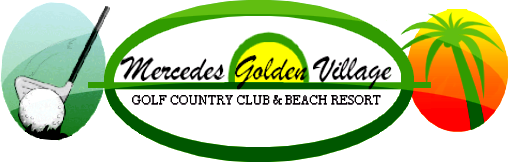 Mercedes Golden Village
GOLF COUNTRY CLUB & BEACH RESORT